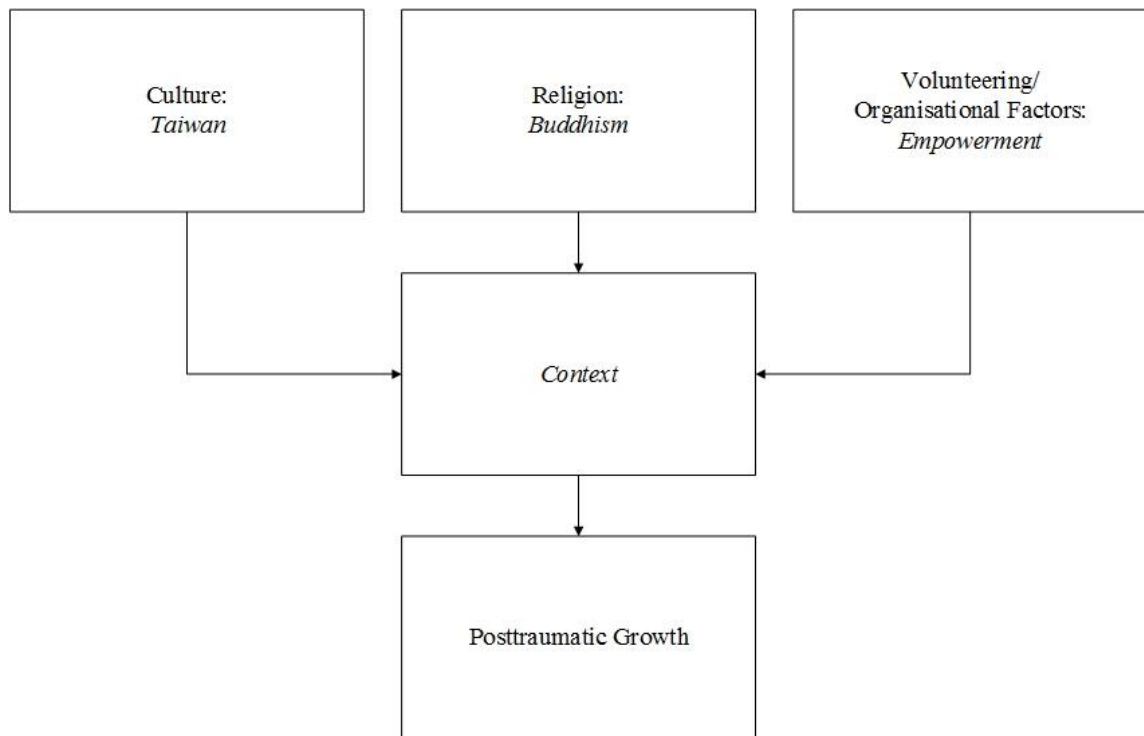 Culture:
Taiwan
Religion:
Buddhism
Volunteering/
Organisational Factors:
Empowerment
Context
Posttraumatic Growth